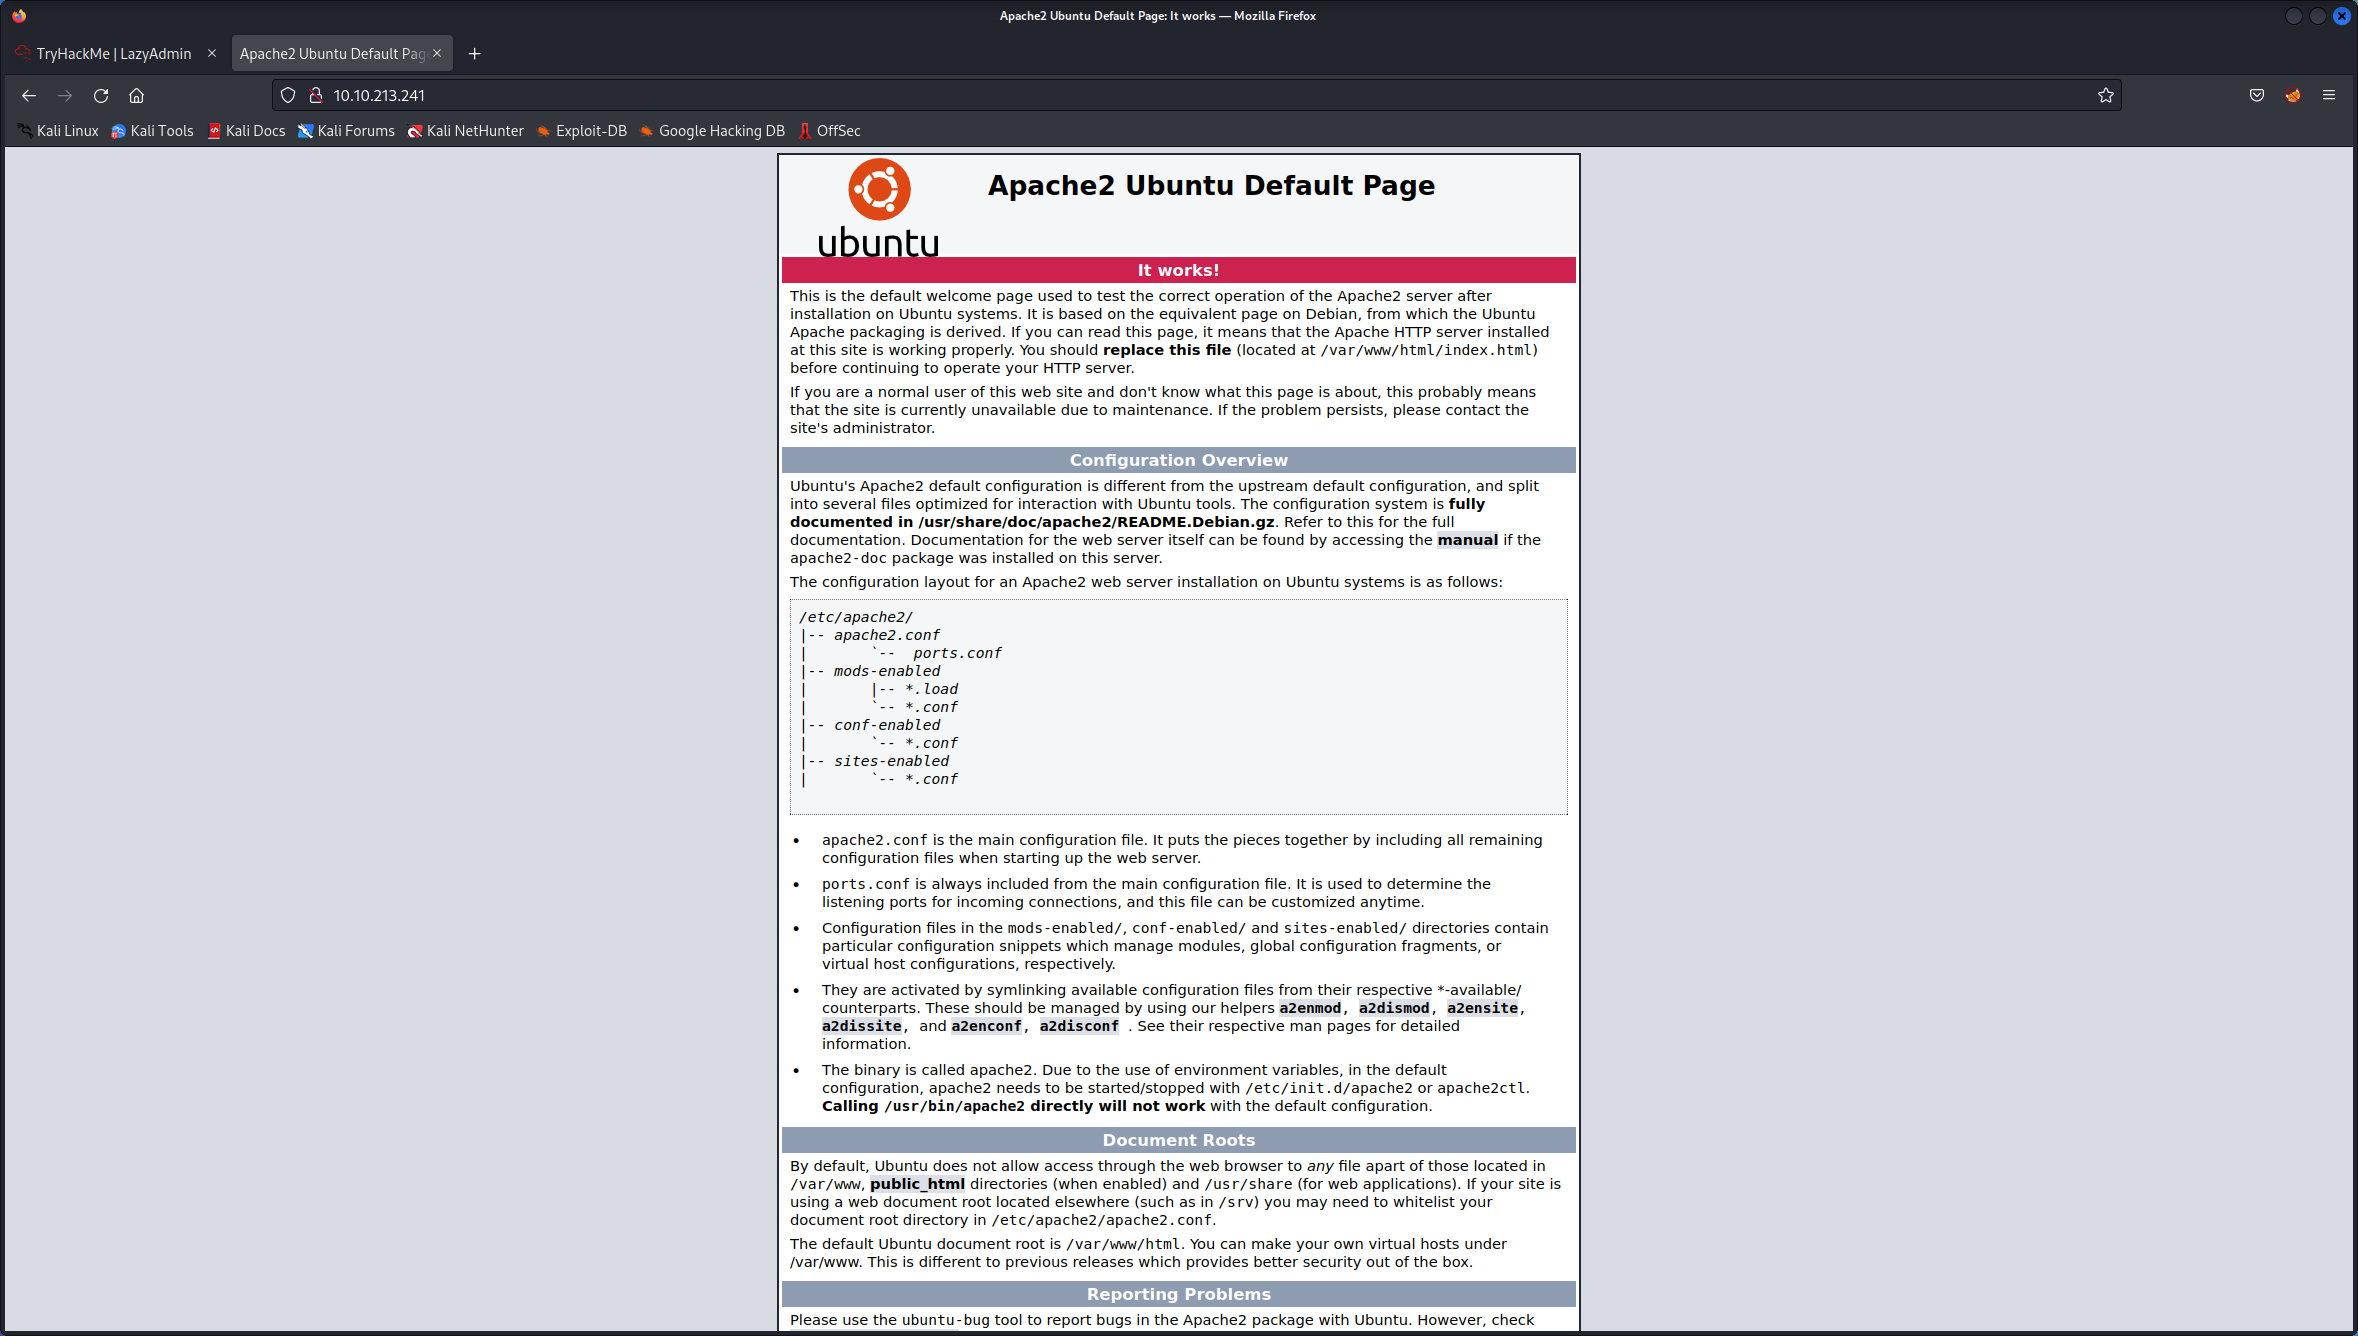 Apache2 Ubuntu Default Page: It works — Mozilla Firefox
TryHackMe | LazyAdmin
Apache2 Ubuntu Default Pag
10.10.213.241
Kali Linux Kali Tools Kali Docs Kali Forums Kali NetHunter Exploit-DB Google Hacking DB OffSec
ubuntu
Apache2 Ubuntu Default Page
It works!
This is the default welcome page used to test the correct operation of the Apache2 server after
installation on Ubuntu systems. It is based on the equivalent page on Debian, from which the Ubuntu
Apache packaging is derived. If you can read this page, it means that the Apache HTTP server installed
at this site is working properly. You should replace this file (located at /var/www/html/index.html)
before continuing to operate your HTTP server.
If you are a normal user of this web site and don't know what this page is about, this probably means
that the site is currently unavailable due to maintenance. If the problem persists, please contact the
site's administrator.
Configuration Overview
Ubuntu's Apache2 default configuration is different from the upstream default configuration, and split
into several files optimized for interaction with Ubuntu tools. The configuration system is fully
documented in /usr/share/doc/apache2/README.Debian.gz. Refer to this for the full
documentation. Documentation for the web server itself can be found by accessing the manual if the
apache2-doc package was installed on this server.
The configuration layout for an Apache2 web server installation on Ubuntu systems is as follows:
/etc/apache2/
|-- apache2.conf
|       `--  ports.conf
|-- mods-enabled
|       |-- *.load
|       `-- *.conf
|-- conf-enabled
|       `-- *.conf
|-- sites-enabled
|       `-- *.conf
• apache2.conf is the main configuration file. It puts the pieces together by including all remaining
configuration files when starting up the web server.
• ports.conf is always included from the main configuration file. It is used to determine the
listening ports for incoming connections, and this file can be customized anytime.
• Configuration files in the mods-enabled/, conf-enabled/ and sites-enabled/ directories contain
particular configuration snippets which manage modules, global configuration fragments, or
virtual host configurations, respectively.
• They are activated by symlinking available configuration files from their respective *-available/
counterparts. These should be managed by using our helpers a2enmod, a2dismod, a2ensite,
a2dissite, and a2enconf, a2disconf . See their respective man pages for detailed
information.
• The binary is called apache2. Due to the use of environment variables, in the default
configuration, apache2 needs to be started/stopped with /etc/init.d/apache2 or apache2ctl.
Calling /usr/bin/apache2 directly will not work with the default configuration.
Document Roots
By default, Ubuntu does not allow access through the web browser to any file apart of those located in
/var/www, public_html directories (when enabled) and /usr/share (for web applications). If your site is
using a web document root located elsewhere (such as in /srv) you may need to whitelist your
document root directory in /etc/apache2/apache2.conf.
The default Ubuntu document root is /var/www/html. You can make your own virtual hosts under
/var/www. This is different to previous releases which provides better security out of the box.
Reporting Problems
Please use the ubuntu-bug tool to report bugs in the Apache2 package with Ubuntu. However, check